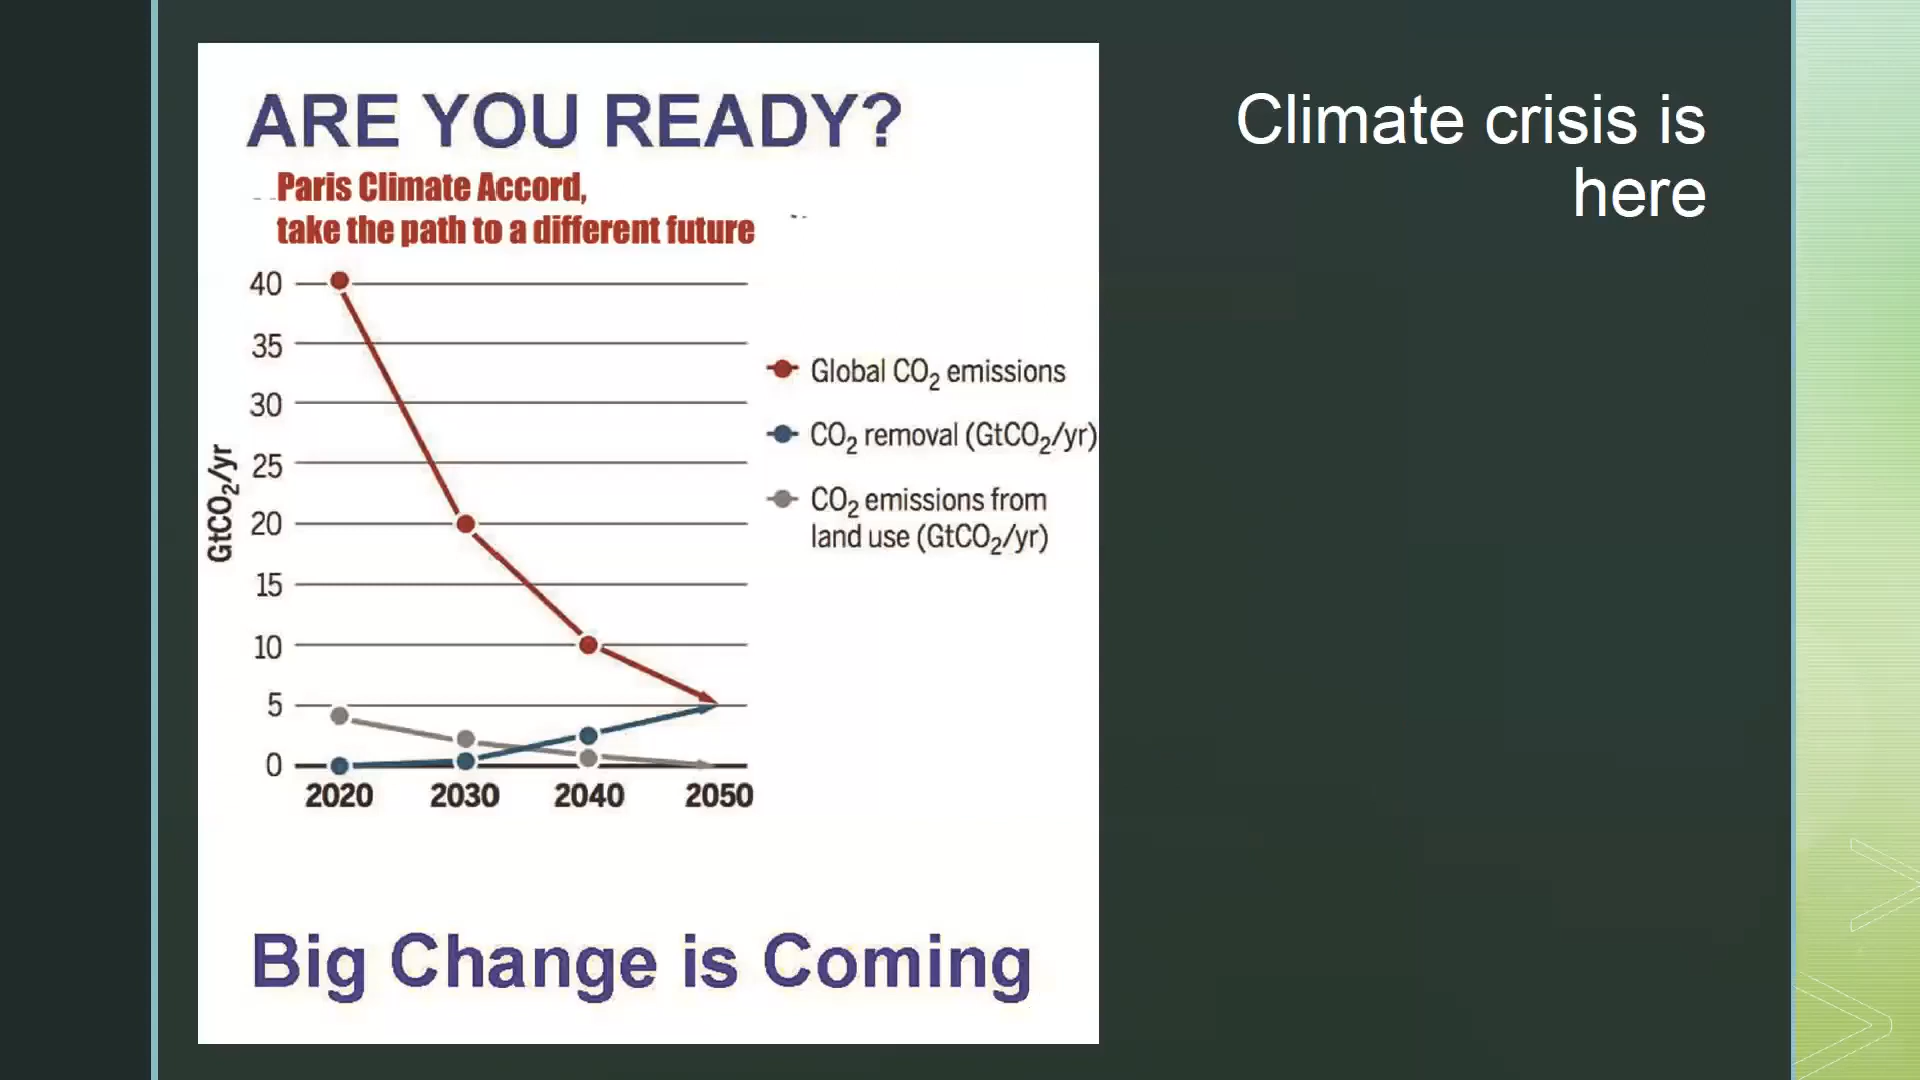 ARE YOU READY?
Paris Climate Accord,
take the path to a different future
40
35
30
25
20
15
10
5
0
GtCO2/yr
2020 2030 2040 2050
Global CO2 emissions
CO2 removal (GtCO2/yr)
CO2 emissions from
land use (GtCO2/yr)
Big Change is Coming
Climate crisis is
here